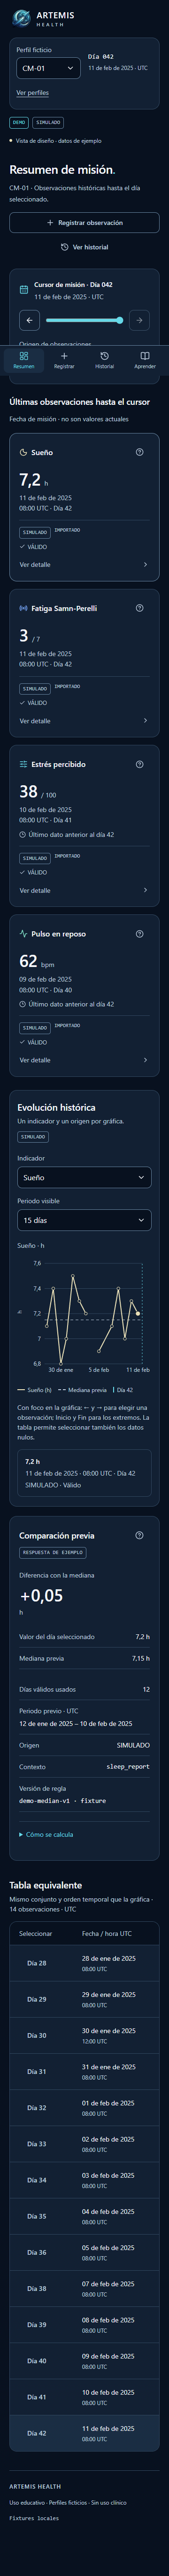 ARTEMIS
HEALTH
Perfil ficticio
CM-01
Día 042
11 de feb de 2025 · UTC
Ver perfiles
DEMO
SIMULADO
Vista de diseño · datos de ejemplo
Resumen de misión.
CM-01 · Observaciones históricas hasta el día
seleccionado.
Registrar observación
Ver historial
Cursor de misión · Día 042
11 de feb de 2025 · UTC
Origen de observaciones
Resumen
Registrar
Historial
Aprender
Últimas observaciones hasta el cursor
Fecha de misión · no son valores actuales
Sueño
7,2 h
11 de feb de 2025
08:00 UTC · Día 42
SIMULADO
IMPORTADO
VÁLIDO
Ver detalle
Fatiga Samn-Perelli
3 / 7
11 de feb de 2025
08:00 UTC · Día 42
SIMULADO
IMPORTADO
VÁLIDO
Ver detalle
Estrés percibido
38 / 100
10 de feb de 2025
08:00 UTC · Día 41
Último dato anterior al día 42
SIMULADO
IMPORTADO
VÁLIDO
Ver detalle
Pulso en reposo
62 bpm
09 de feb de 2025
08:00 UTC · Día 40
Último dato anterior al día 42
SIMULADO
IMPORTADO
VÁLIDO
Ver detalle
Evolución histórica
Un indicador y un origen por gráfica.
SIMULADO
Indicador
Sueño
Periodo visible
15 días
Sueño · h
7,6
7,4
7,2
7
6,8
h
30 de ene
5 de feb
11 de feb
Sueño (h)
Mediana previa
Día 42
Con foco en la gráfica: ← y → para elegir una
observación; Inicio y Fin para los extremos. La
tabla permite seleccionar también los datos
nulos.
7,2 h
11 de feb de 2025 · 08:00 UTC · Día 42
SIMULADO · Válido
Comparación previa
RESPUESTA DE EJEMPLO
Diferencia con la mediana
+0,05
h
Valor del día seleccionado 7,2 h
Mediana previa 7,15 h
Días válidos usados 12
Periodo previo · UTC
12 de ene de 2025 – 10 de feb de 2025
Origen SIMULADO
Contexto sleep_report
Versión de regla
demo-median-v1 · fixture
Cómo se calcula
Tabla equivalente
Mismo conjunto y orden temporal que la gráfica ·
14 observaciones · UTC
Seleccionar Fecha / hora UTC
Día 28 28 de ene de 2025
08:00 UTC
Día 29 29 de ene de 2025
08:00 UTC
Día 30 30 de ene de 2025
12:00 UTC
Día 31 31 de ene de 2025
08:00 UTC
Día 32 01 de feb de 2025
08:00 UTC
Día 33 02 de feb de 2025
08:00 UTC
Día 34 03 de feb de 2025
08:00 UTC
Día 35 04 de feb de 2025
08:00 UTC
Día 36 05 de feb de 2025
08:00 UTC
Día 38 07 de feb de 2025
08:00 UTC
Día 39 08 de feb de 2025
08:00 UTC
Día 40 09 de feb de 2025
08:00 UTC
Día 41 10 de feb de 2025
08:00 UTC
Día 42 11 de feb de 2025
08:00 UTC
ARTEMIS HEALTH
Uso educativo · Perfiles ficticios · Sin uso clínico
Fixtures locales